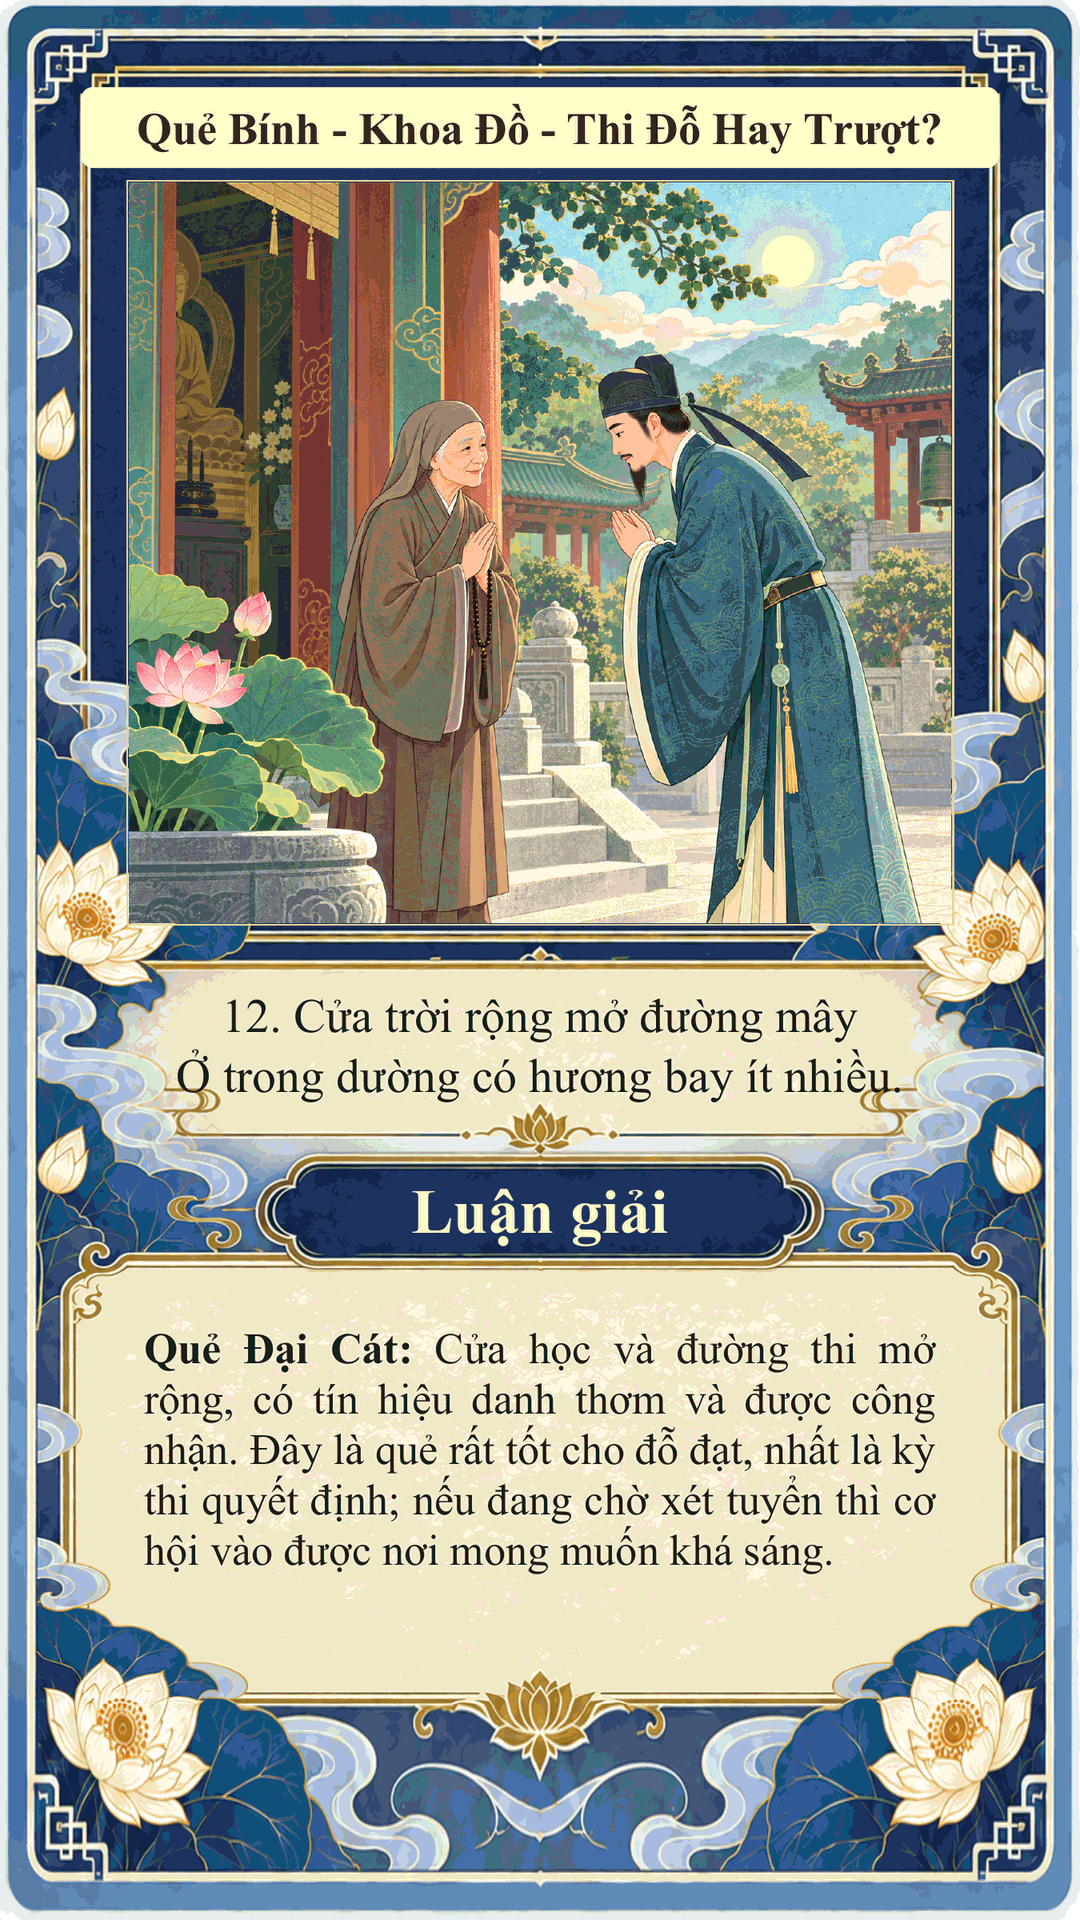 Quẻ Bính - Khoa Đồ - Thi Đỗ Hay Trượt?
12. Cửa trời rộng mở đường mây
Ở trong dường có hương bay ít nhiều.
Luận giải
Quẻ Đại Cát: Cửa học và đường thi mở
rộng, có tín hiệu danh thơm và được công
nhận. Đây là quẻ rất tốt cho đỗ đạt, nhất là kỳ
thi quyết định; nếu đang chờ xét tuyển thì cơ
hội vào được nơi mong muốn khá sáng.